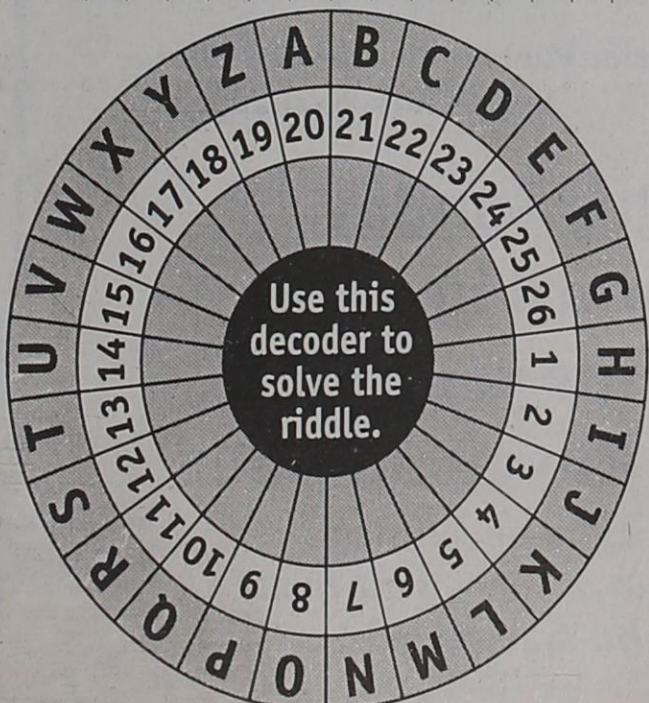 A B C D E F G H I J K L M N O P Q R S T U V W X Y Z
20 21 22 23 24 25 26 1 2 3 4 5 6 7 8 9 10 11 12 13 14 15 16 17 18 19
Use this
decoder to
solve the
riddle.